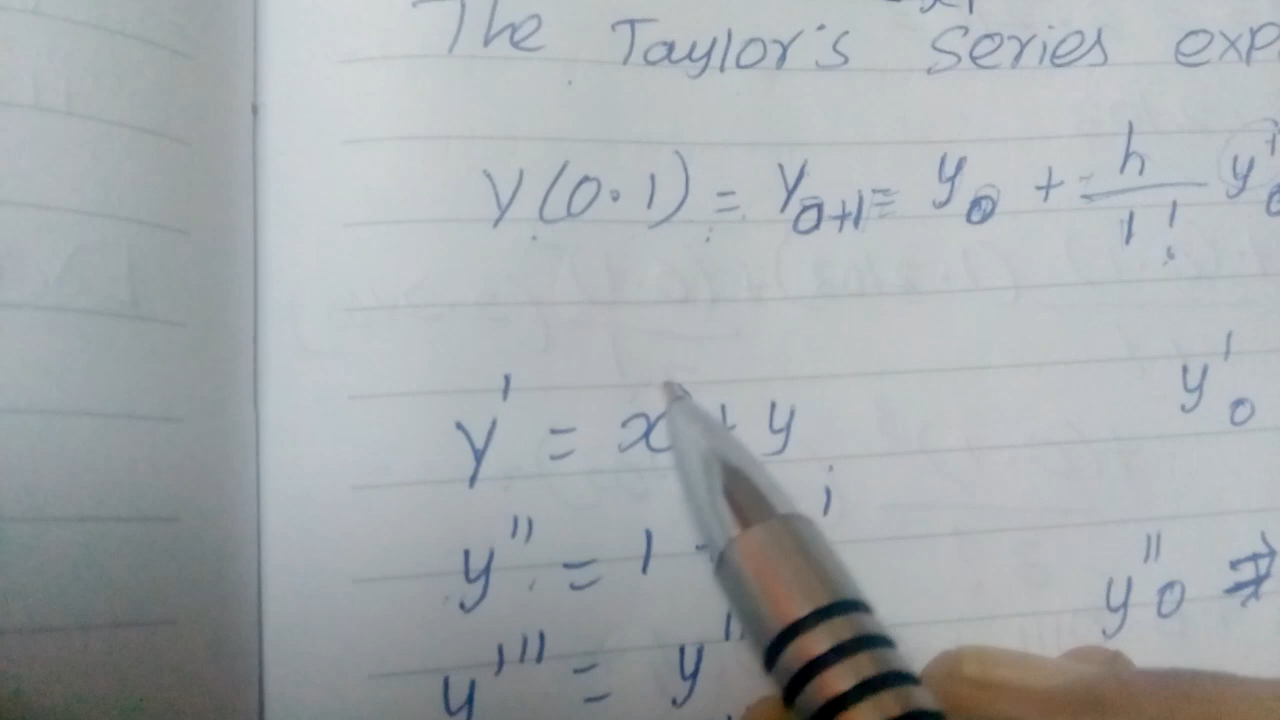 The Taylor's Series exp
y(0.1) = y₀₊₁ = y₀ + h/1! y'₀
y' = x + y y'₀
y'' = 1 + y''₀ ⇒
y''' = y''